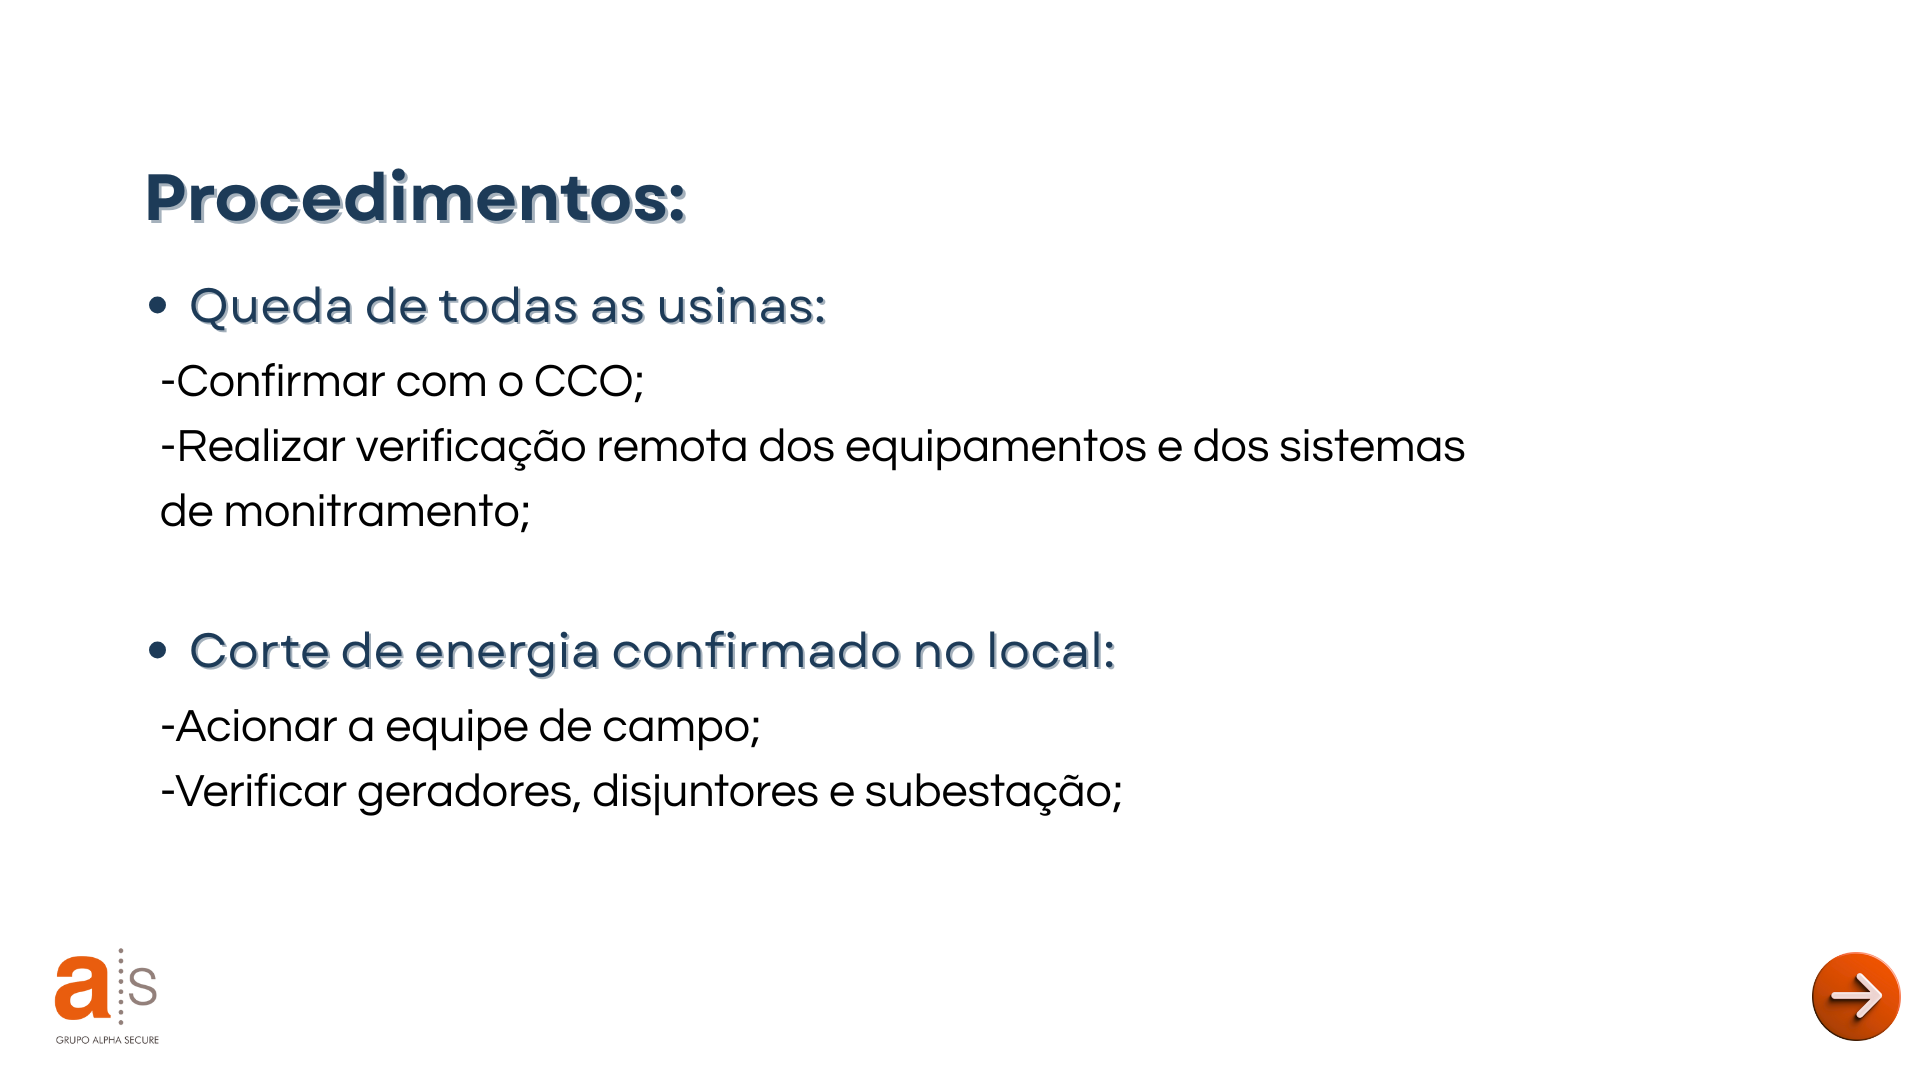 Procedimentos:
• Queda de todas as usinas:
-Confirmar com o CCO;
-Realizar verificação remota dos equipamentos e dos sistemas
de monitramento;
• Corte de energia confirmado no local:
-Acionar a equipe de campo;
-Verificar geradores, disjuntores e subestação;
a s
GRUPO ALPHA SECURE